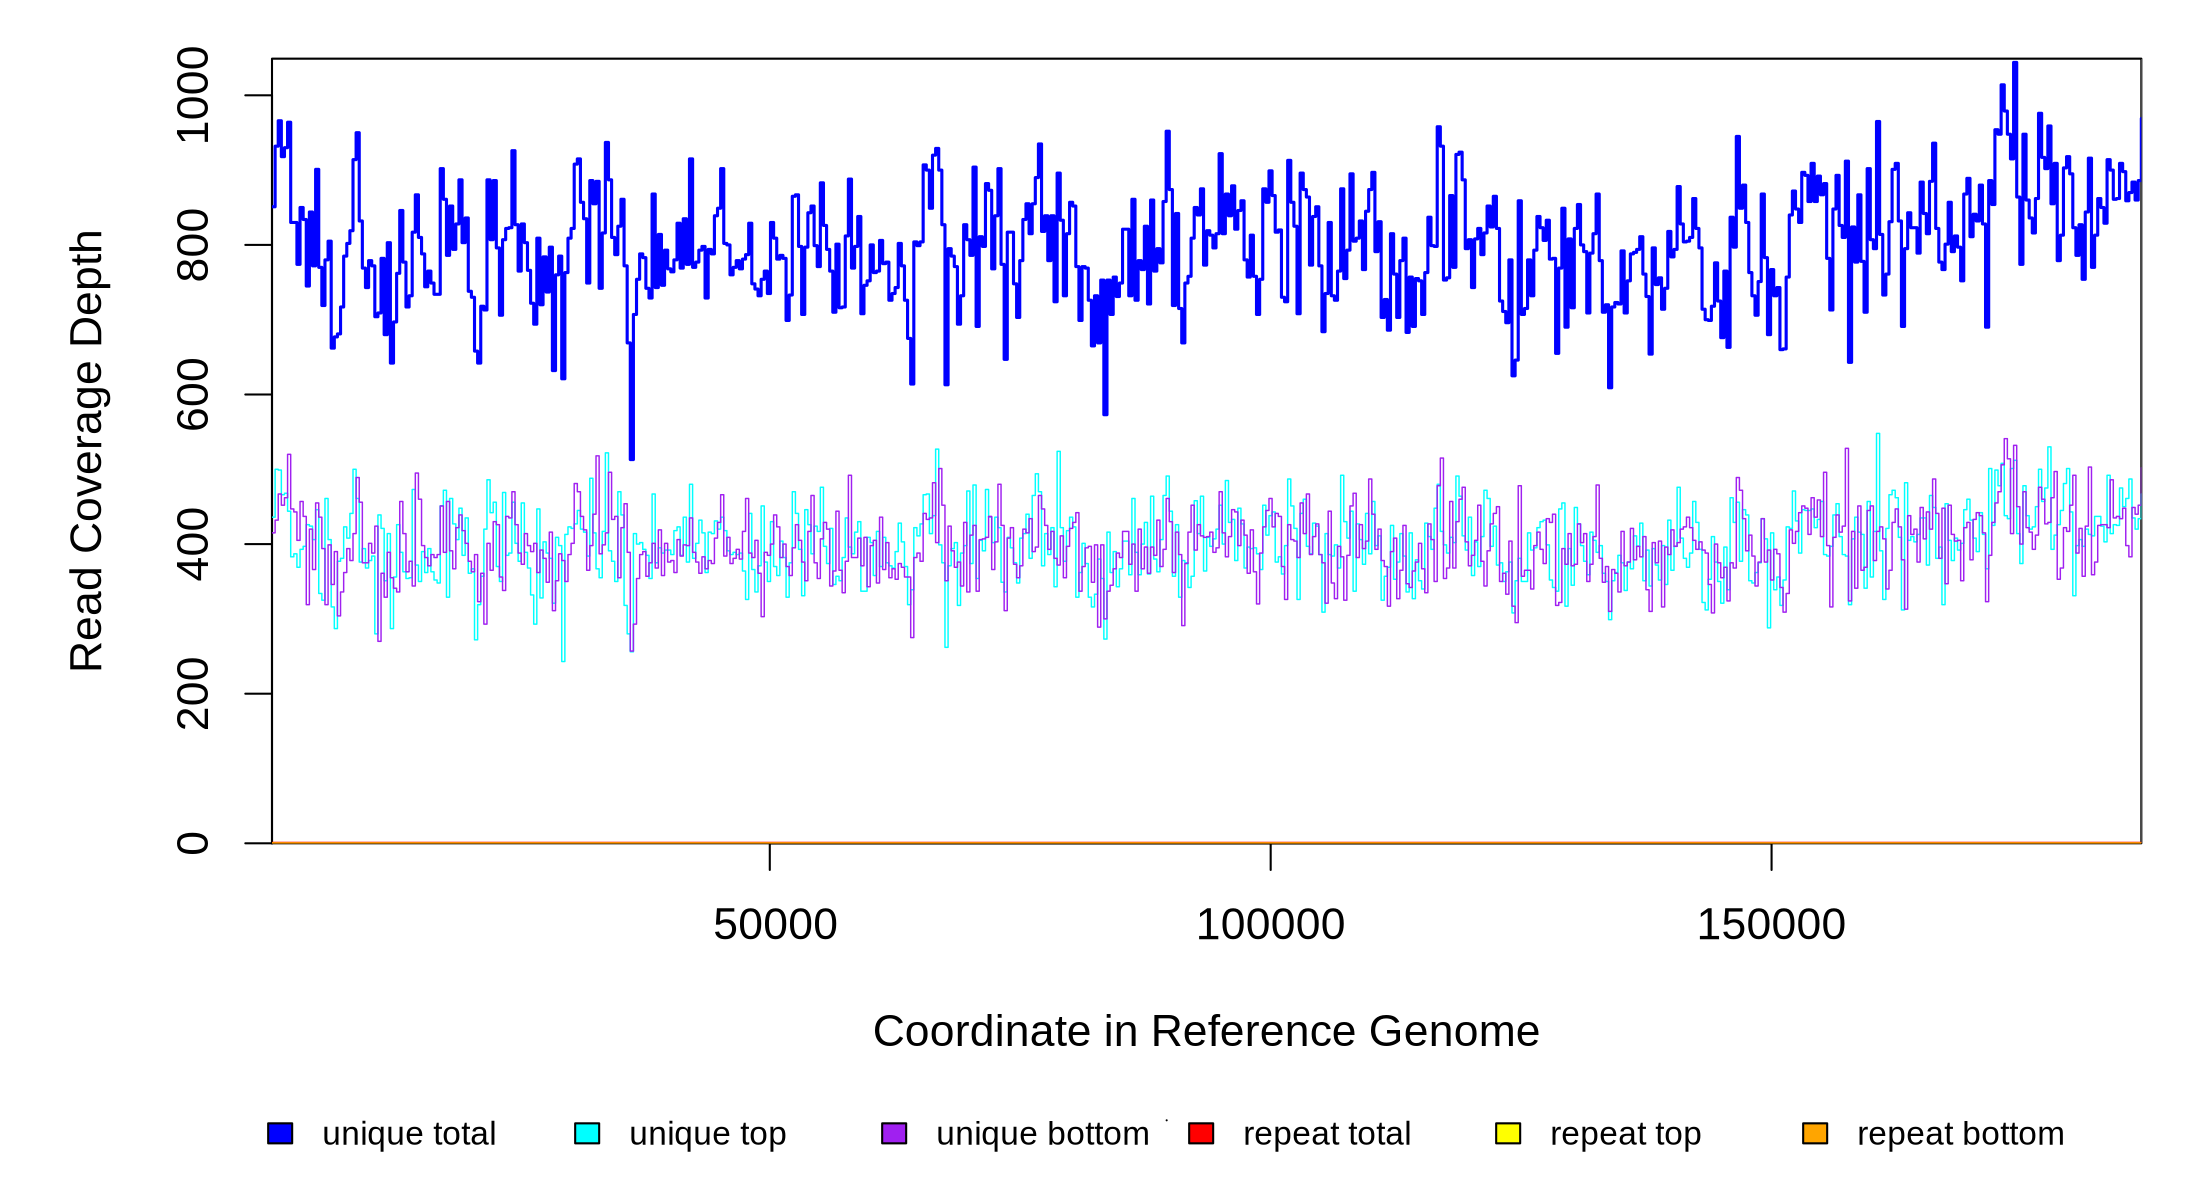 Read Coverage Depth
1000
800
600
400
200
0
50000 100000 150000
Coordinate in Reference Genome
unique total unique top unique bottom repeat total repeat top repeat bottom